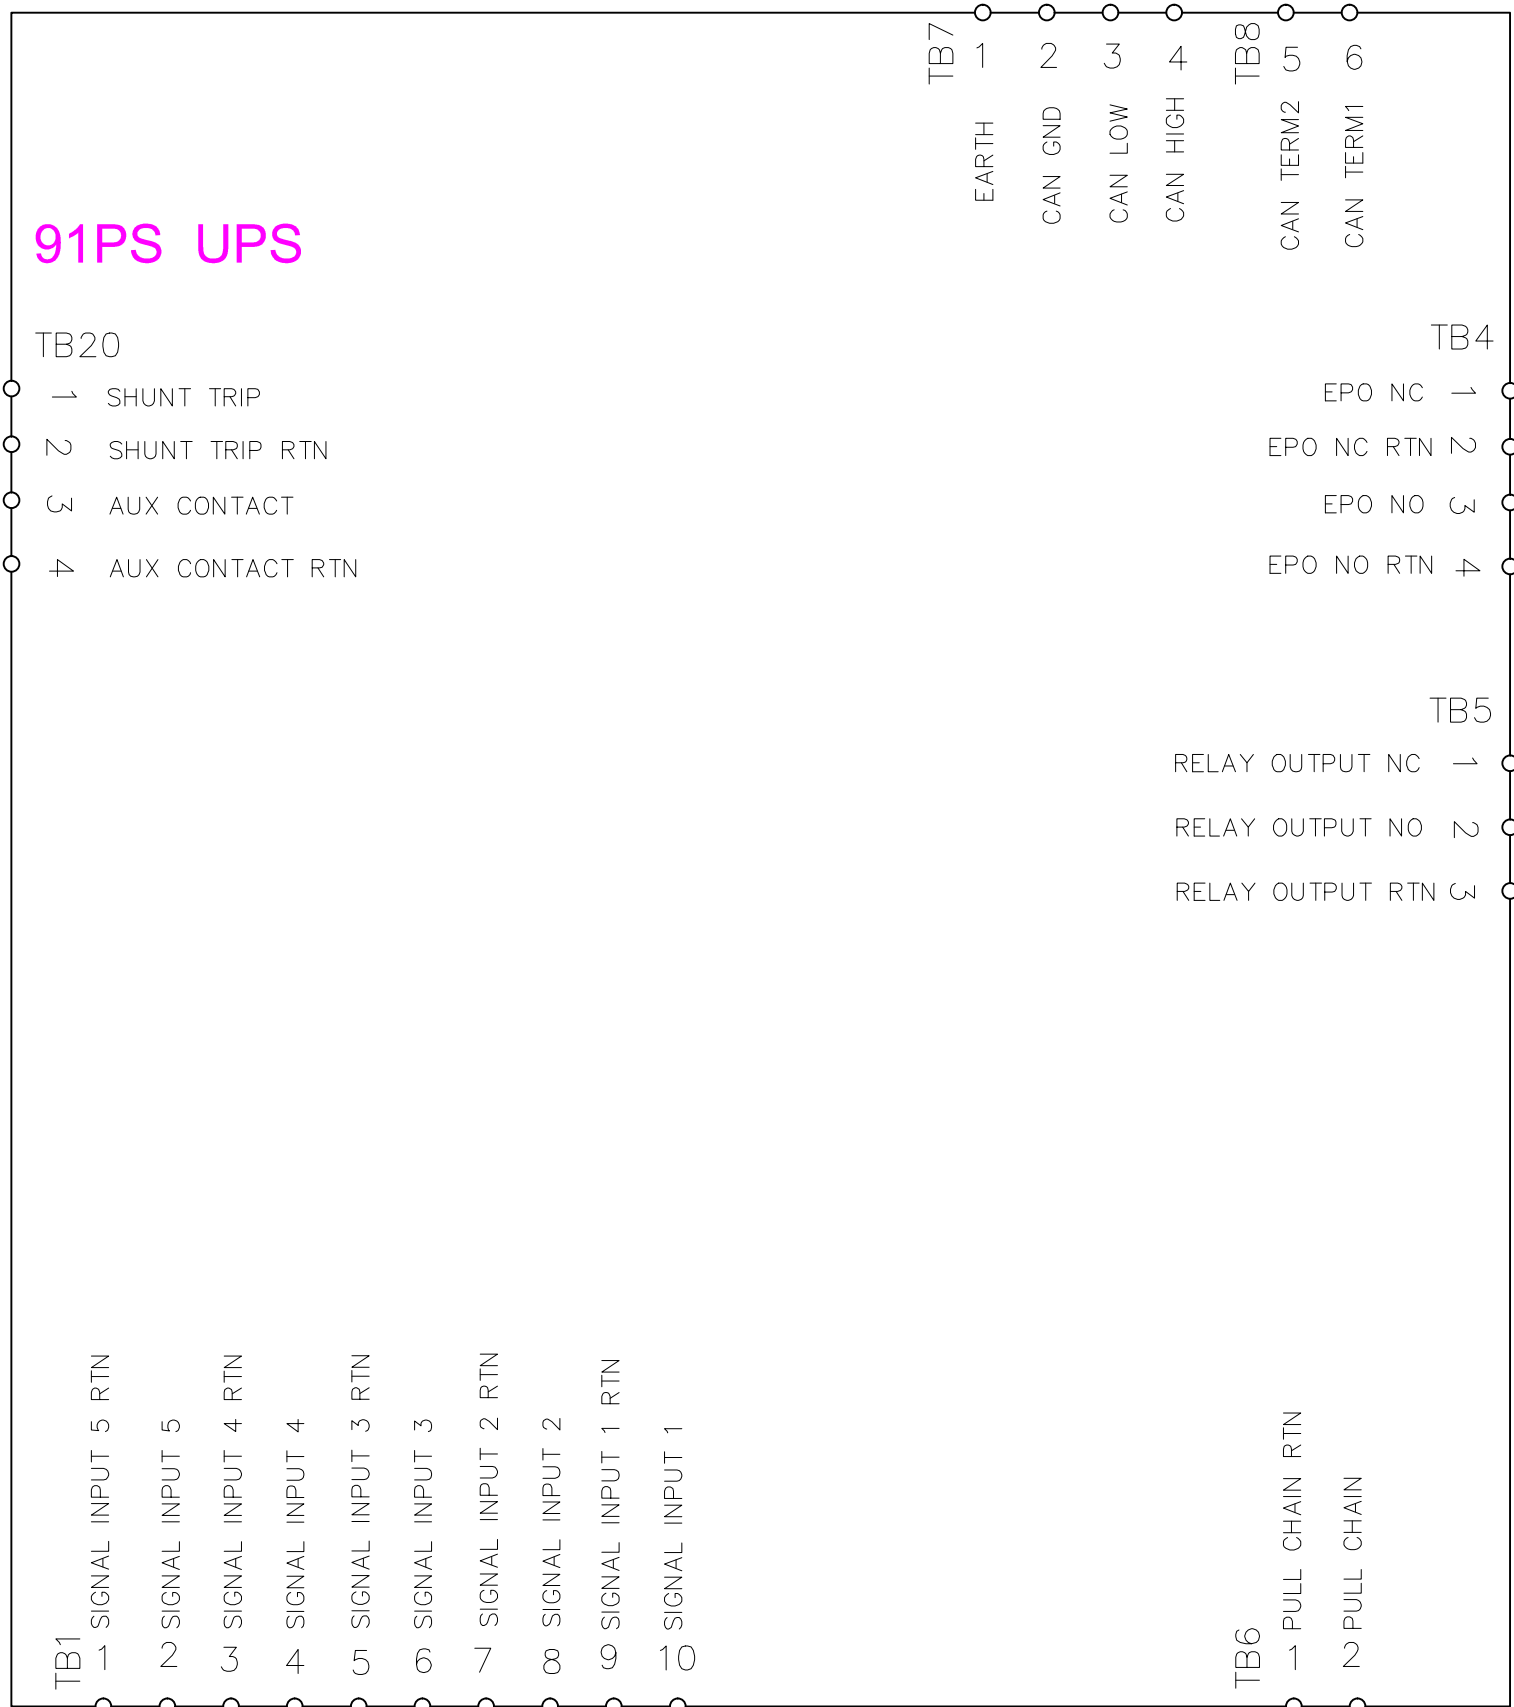 TB7
1
2
3
4
TB8
5
6
EARTH
CAN GND
CAN LOW
CAN HIGH
CAN TERM2
CAN TERM1
91PS UPS
TB20
1 SHUNT TRIP
2 SHUNT TRIP RTN
3 AUX CONTACT
4 AUX CONTACT RTN
TB4
EPO NC 1
EPO NC RTN 2
EPO NO 3
EPO NO RTN 4
TB5
RELAY OUTPUT NC 1
RELAY OUTPUT NO 2
RELAY OUTPUT RTN 3
TB1
1 SIGNAL INPUT 5 RTN
2 SIGNAL INPUT 5
3 SIGNAL INPUT 4 RTN
4 SIGNAL INPUT 4
5 SIGNAL INPUT 3 RTN
6 SIGNAL INPUT 3
7 SIGNAL INPUT 2 RTN
8 SIGNAL INPUT 2
9 SIGNAL INPUT 1 RTN
10 SIGNAL INPUT 1
TB6
1 PULL CHAIN RTN
2 PULL CHAIN